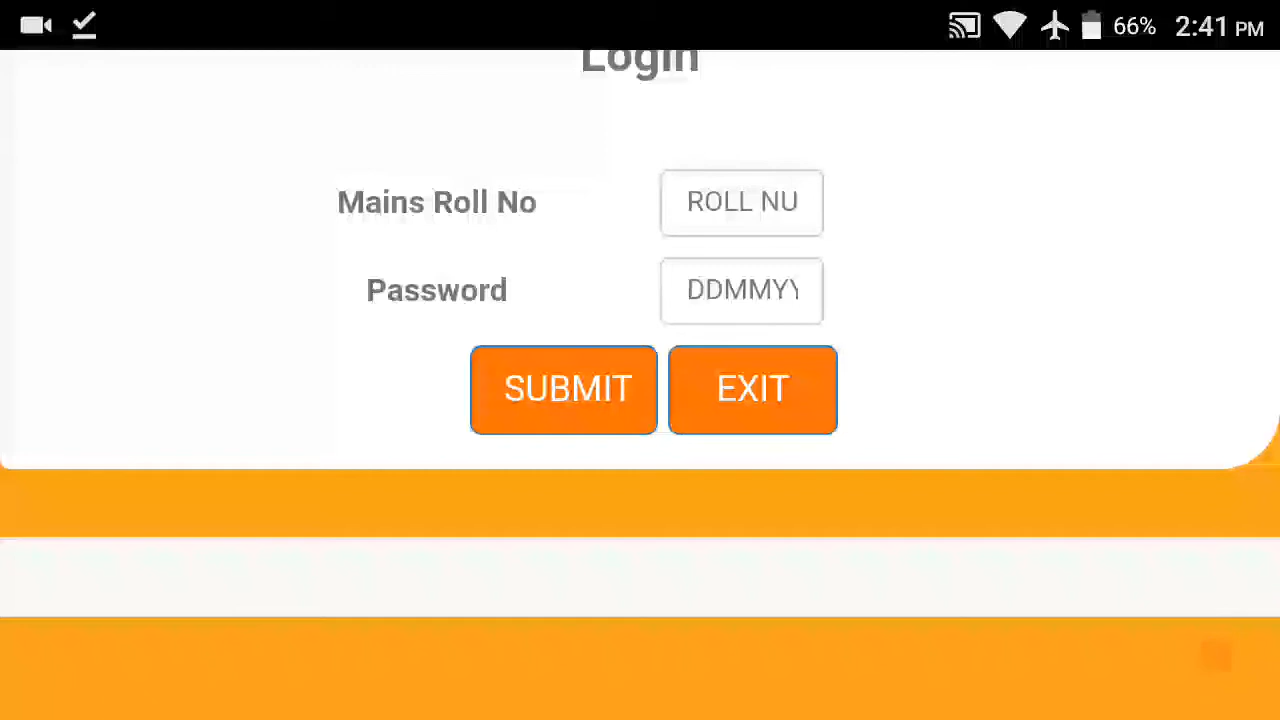 66% 2:41 PM
Login
Mains Roll No ROLL NU
Password DDMMYY
SUBMIT EXIT